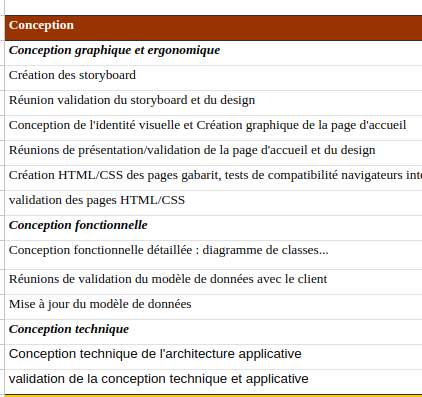 Conception
Conception graphique et ergonomique
Création des storyboard
Réunion validation du storyboard et du design
Conception de l'identité visuelle et Création graphique de la page d'accueil
Réunions de présentation/validation de la page d'accueil et du design
Création HTML/CSS des pages gabarit, tests de compatibilité navigateurs
validation des pages HTML/CSS
Conception fonctionnelle
Conception fonctionnelle détaillée : diagramme de classes...
Réunions de validation du modèle de données avec le client
Mise à jour du modèle de données
Conception technique
Conception technique de l'architecture applicative
validation de la conception technique et applicative